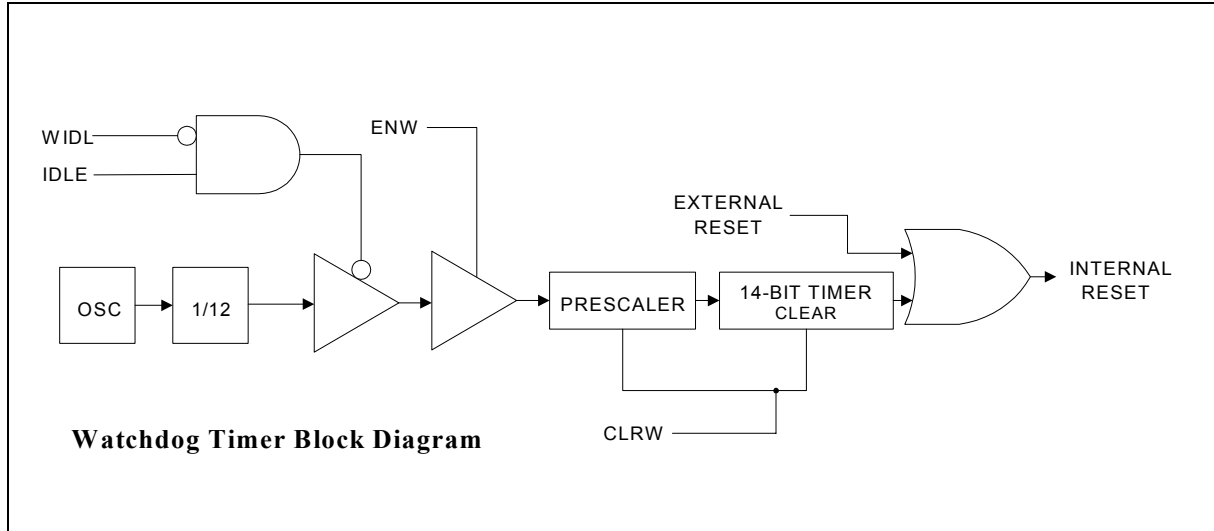 WIDL
IDLE
ENW
EXTERNAL
RESET
OSC
1/12
PRESCALER
14-BIT TIMER
CLEAR
INTERNAL
RESET
CLRW
Watchdog Timer Block Diagram